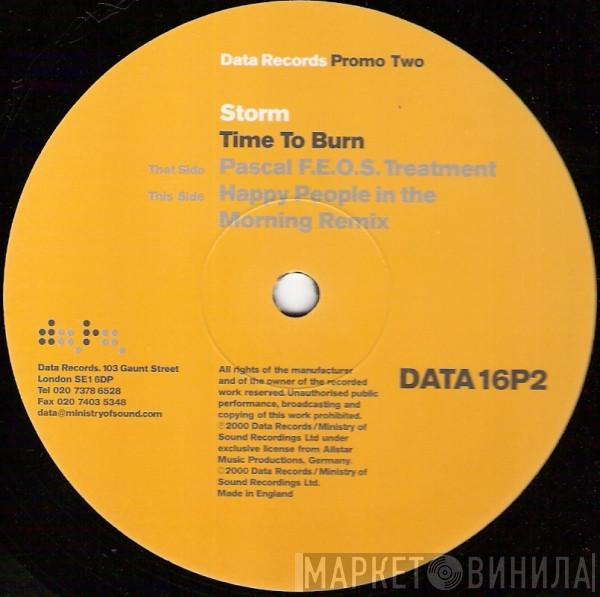 Data Records Promo Two
Storm
Time To Burn
That Side Pascal F.E.O.S. Treatment
This Side Happy People in the
Morning Remix
data
Data Records. 103 Gaunt Street
London SE1 6DP
Tel 020 7378 6528
Fax 020 7403 5348
data@ministryofsound.com
All rights of the manufacturer
and of the owner of the recorded
work reserved. Unauthorised public
performance, broadcasting and
copying of this work prohibited.
℗2000 Data Records / Ministry of
Sound Recordings Ltd under
exclusive license from Allstar
Music Productions, Germany.
©2000 Data Records / Ministry of
Sound Recordings Ltd.
Made in England
DATA16P2
МАРКЕТ ВИНИЛА